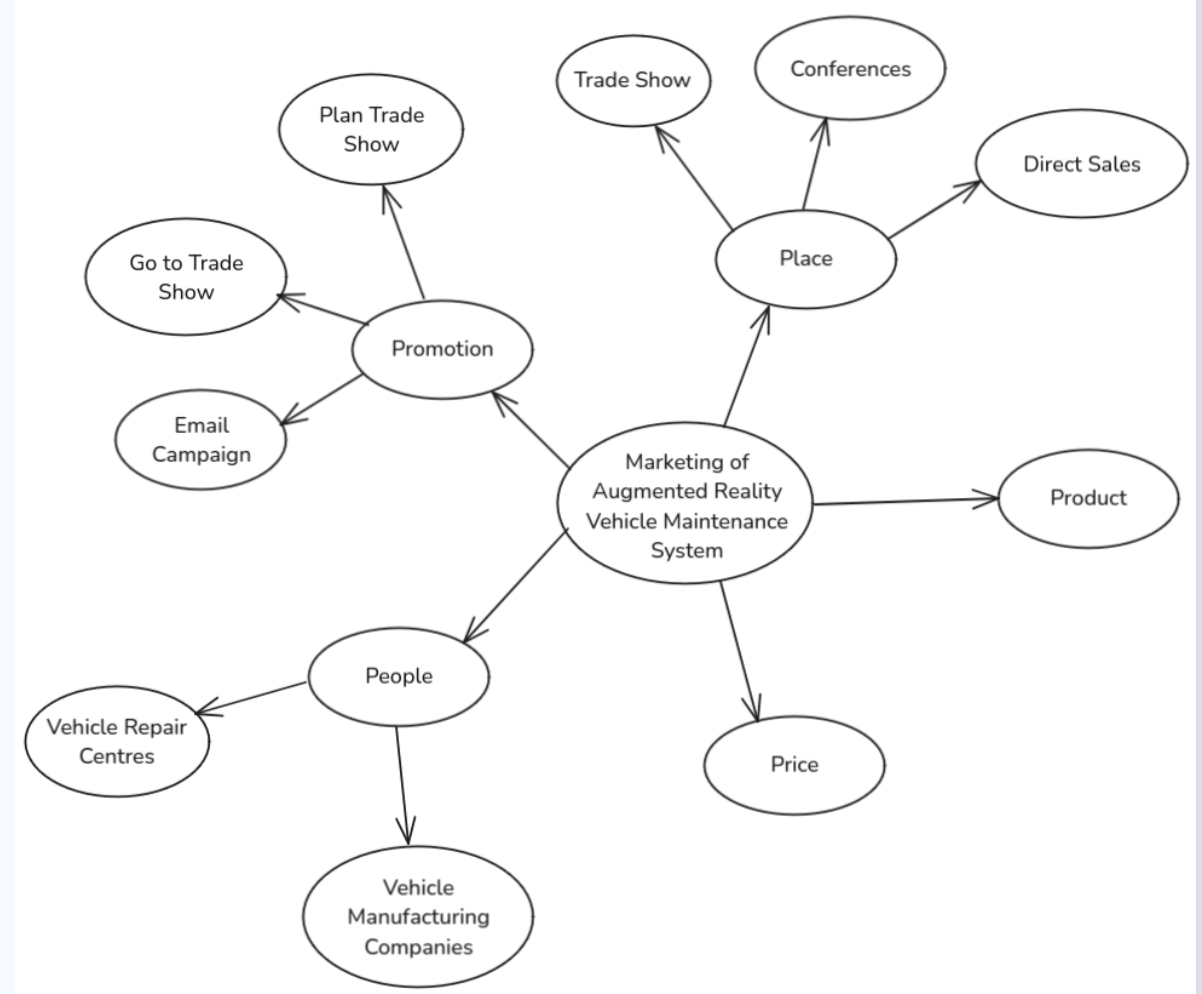 Trade Show
Conferences
Plan Trade
Show
Direct Sales
Go to Trade
Show
Place
Promotion
Email
Campaign
Marketing of
Augmented Reality
Vehicle Maintenance
System
Product
People
Vehicle Repair
Centres
Price
Vehicle
Manufacturing
Companies